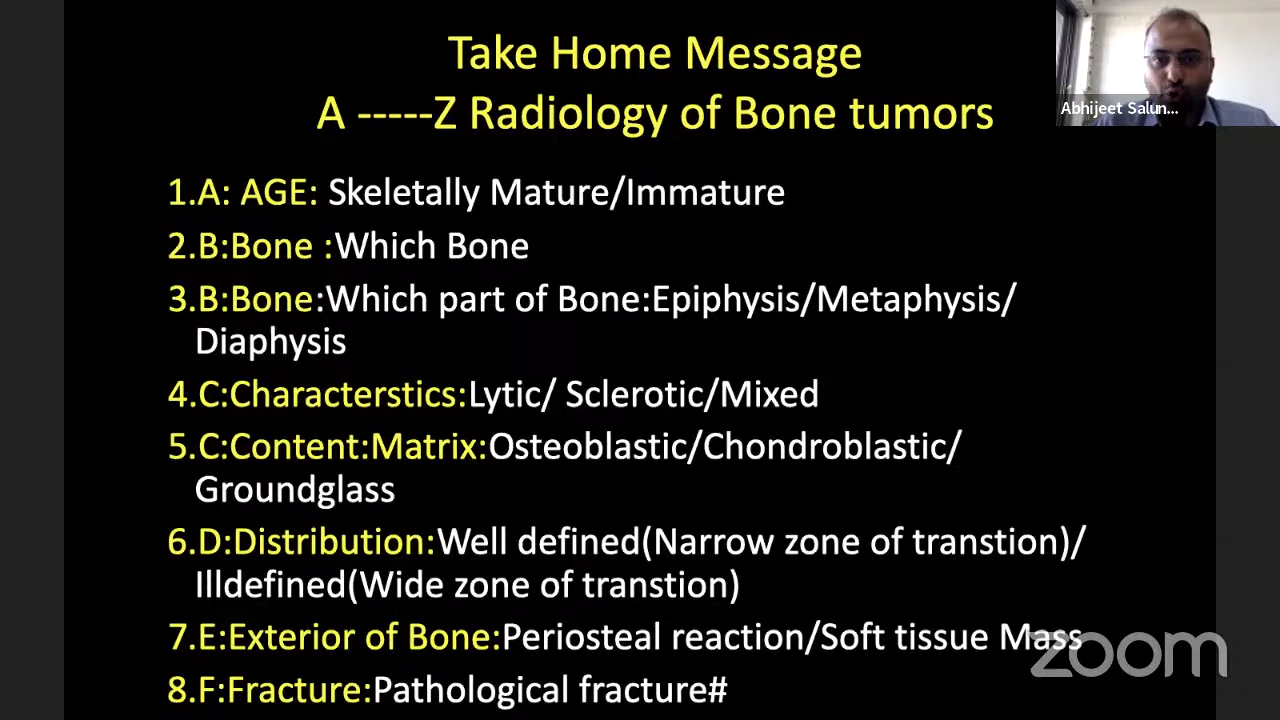 Take Home Message
A -----Z Radiology of Bone tumors
Abhijeet Salun...
1.A: AGE: Skeletally Mature/Immature
2.B:Bone :Which Bone
3.B:Bone:Which part of Bone:Epiphysis/Metaphysis/
Diaphysis
4.C:Characterstics:Lytic/ Sclerotic/Mixed
5.C:Content:Matrix:Osteoblastic/Chondroblastic/
Groundglass
6.D:Distribution:Well defined(Narrow zone of transtion)/
Illdefined(Wide zone of transtion)
7.E:Exterior of Bone:Periosteal reaction/Soft tissue Mass
8.F:Fracture:Pathological fracture#
zoom